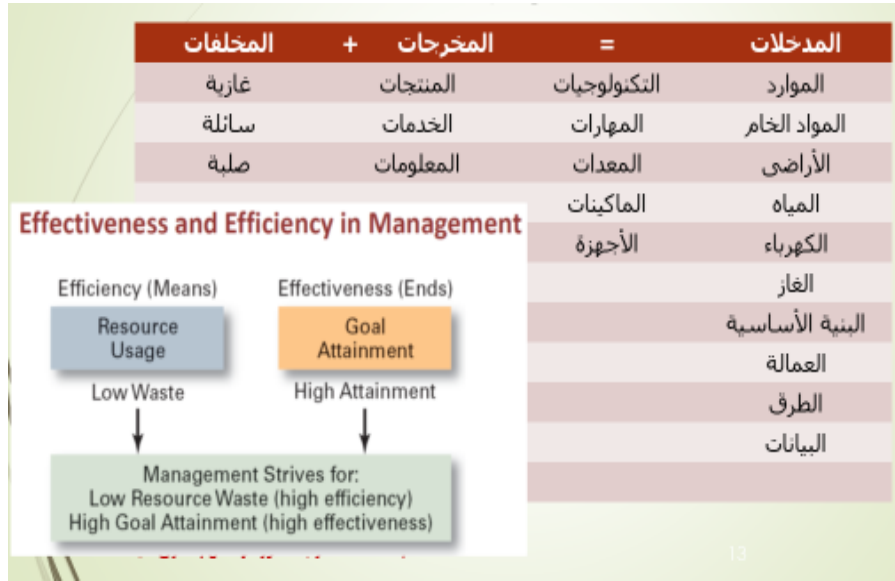 المدخلات = المخرجات + المخلفات
الموارد التكنولوجيات المنتجات غازية
المواد الخام المهارات الخدمات سائلة
الأراضى المعدات المعلومات صلبة
المياه الماكينات
الكهرباء الأجهزة
الغاز
البنية الأساسية
العمالة
الطرق
البيانات
Effectiveness and Efficiency in Management
Efficiency (Means) Effectiveness (Ends)
Resource Goal
Usage Attainment
Low Waste High Attainment
Management Strives for:
Low Resource Waste (high efficiency)
High Goal Attainment (high effectiveness)
13